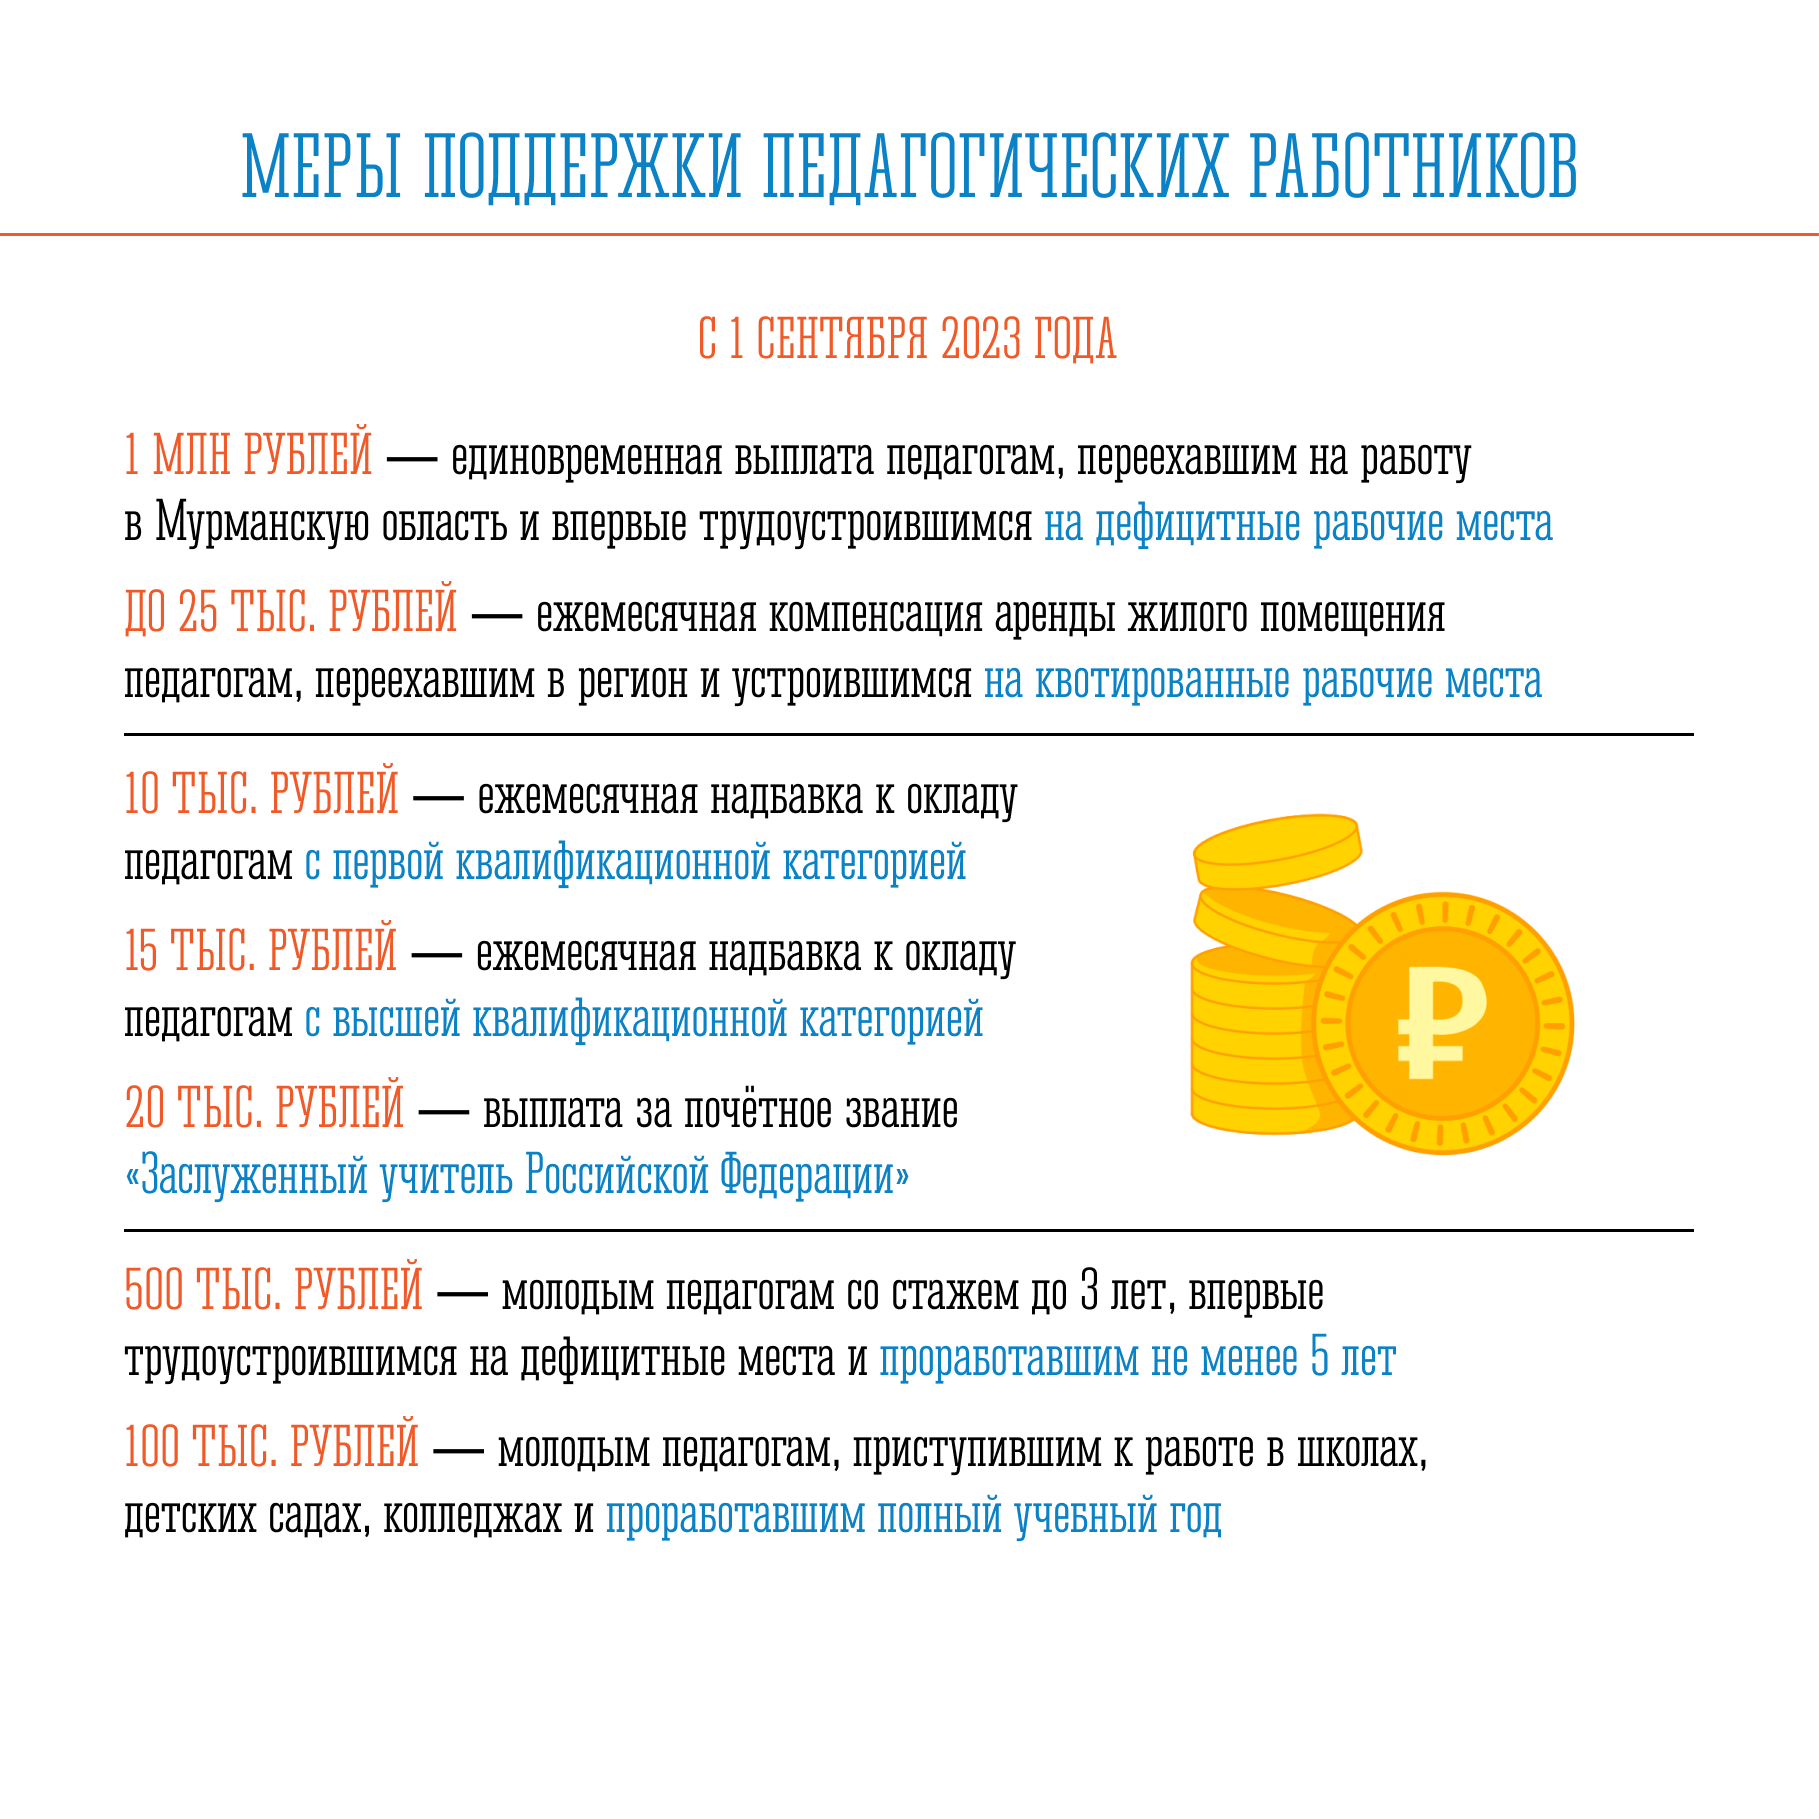 МЕРЫ ПОДДЕРЖКИ ПЕДАГОГИЧЕСКИХ РАБОТНИКОВ
С 1 СЕНТЯБРЯ 2023 ГОДА
1 МЛН РУБЛЕЙ — единовременная выплата педагогам, переехавшим на работу
в Мурманскую область и впервые трудоустроившимся на дефицитные рабочие места
ДО 25 ТЫС. РУБЛЕЙ — ежемесячная компенсация аренды жилого помещения
педагогам, переехавшим в регион и устроившимся на квотированные рабочие места
10 ТЫС. РУБЛЕЙ — ежемесячная надбавка к окладу
педагогам с первой квалификационной категорией
15 ТЫС. РУБЛЕЙ — ежемесячная надбавка к окладу
педагогам с высшей квалификационной категорией
20 ТЫС. РУБЛЕЙ — выплата за почётное звание
«Заслуженный учитель Российской Федерации»
₽
500 ТЫС. РУБЛЕЙ — молодым педагогам со стажем до 3 лет, впервые
трудоустроившимся на дефицитные места и проработавшим не менее 5 лет
100 ТЫС. РУБЛЕЙ — молодым педагогам, приступившим к работе в школах,
детских садах, колледжах и проработавшим полный учебный год